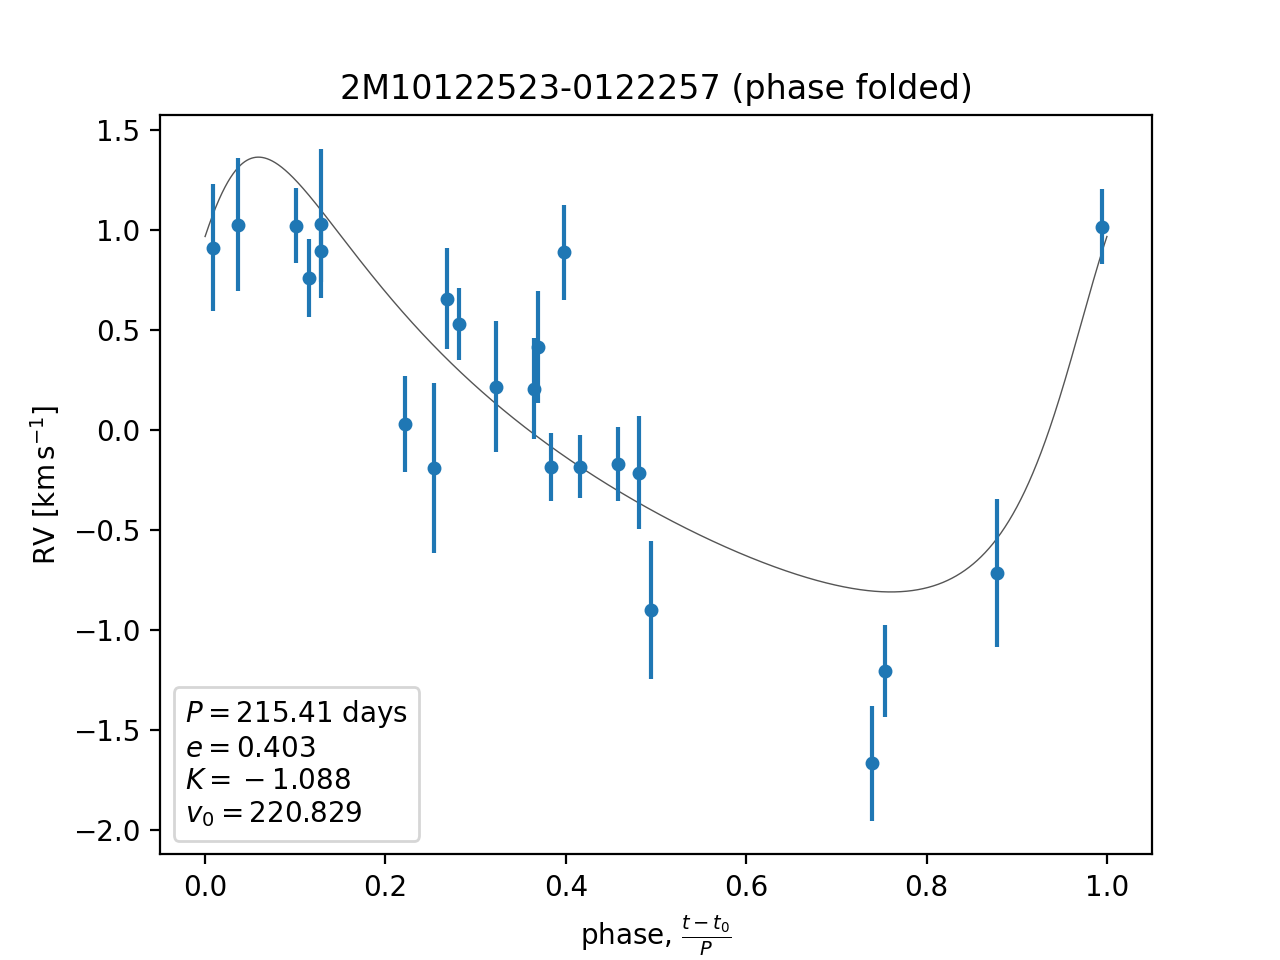 2M10122523-0122257 (phase folded)
1.5
1.0
0.5
0.0
−0.5
−1.0
−1.5
−2.0
RV [km s⁻¹]
P = 215.41 days
e = 0.403
K = −1.088
v₀ = 220.829
0.0 0.2 0.4 0.6 0.8 1.0
phase, (t − t₀)/P